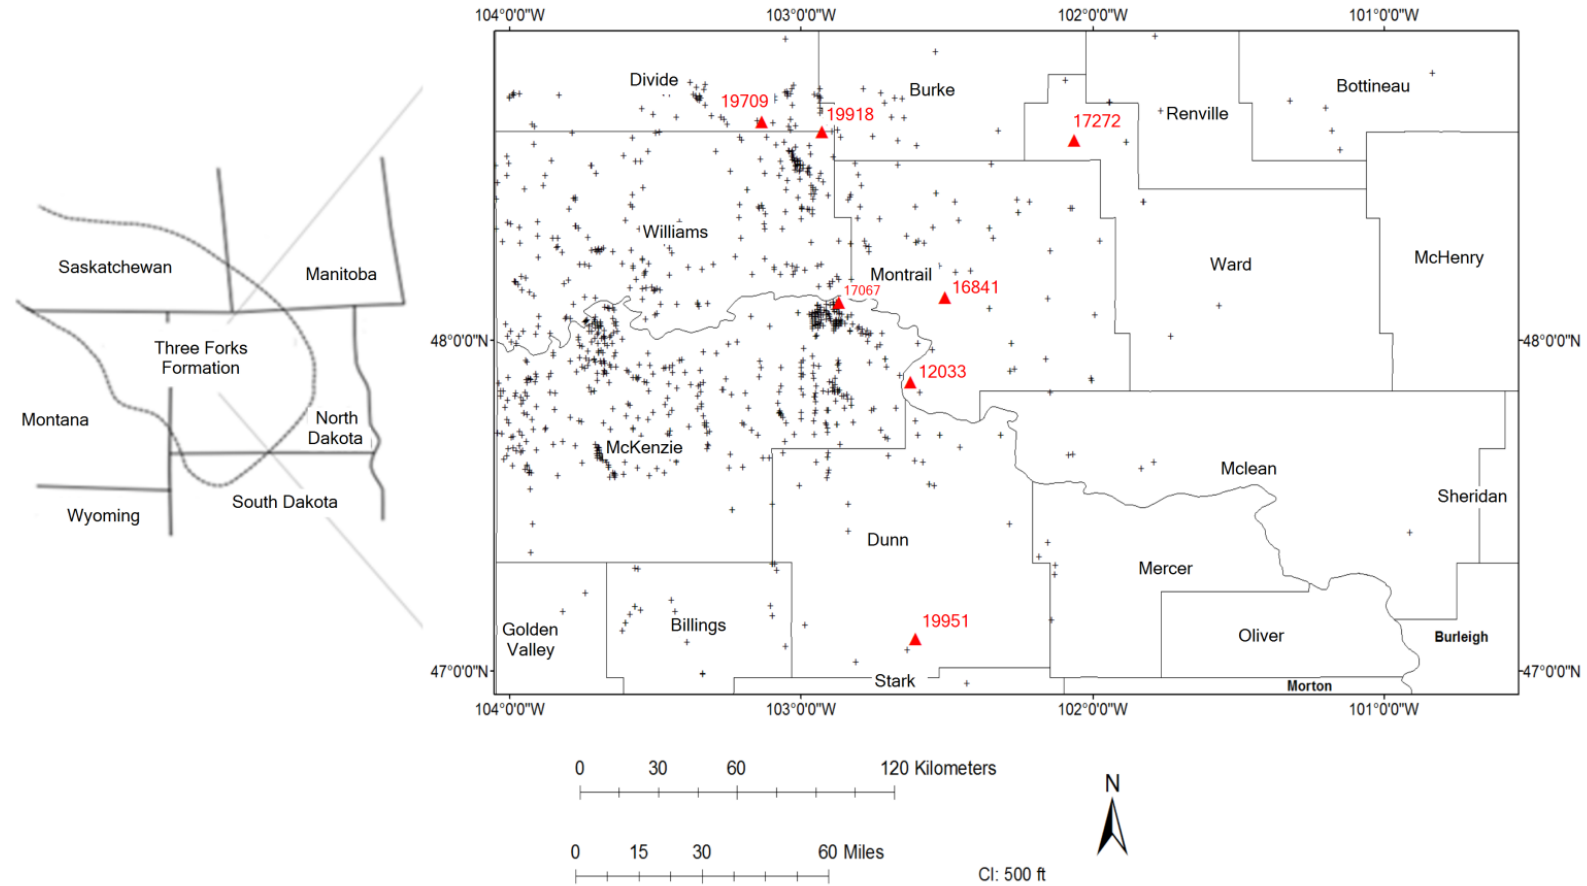 104°0'0"W
103°0'0"W
102°0'0"W
101°0'0"W
Divide
Burke
Bottineau
19709
19918
17272
Renville
Saskatchewan
Manitoba
Williams
Montrail
Ward
McHenry
17067
16841
48°0'0"N
48°0'0"N
Three Forks
Formation
12033
Montana
North
Dakota
McKenzie
Mclean
South Dakota
Sheridan
Wyoming
Dunn
Mercer
Golden
Valley
Billings
19951
Oliver
Burleigh
47°0'0"N
47°0'0"N
Stark
Morton
104°0'0"W
103°0'0"W
102°0'0"W
101°0'0"W
0 30 60 120 Kilometers
N
0 15 30 60 Miles
CI: 500 ft